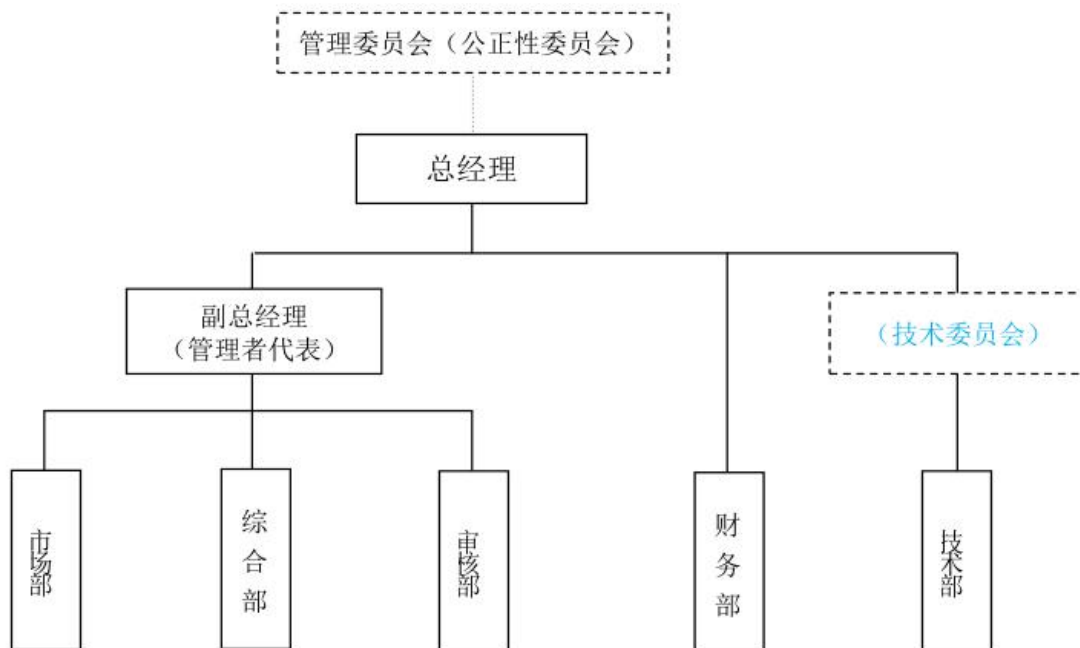 管理委员会（公正性委员会）
总经理
副总经理
（管理者代表）
（技术委员会）
市场部
综合部
审核部
财务部
技术部